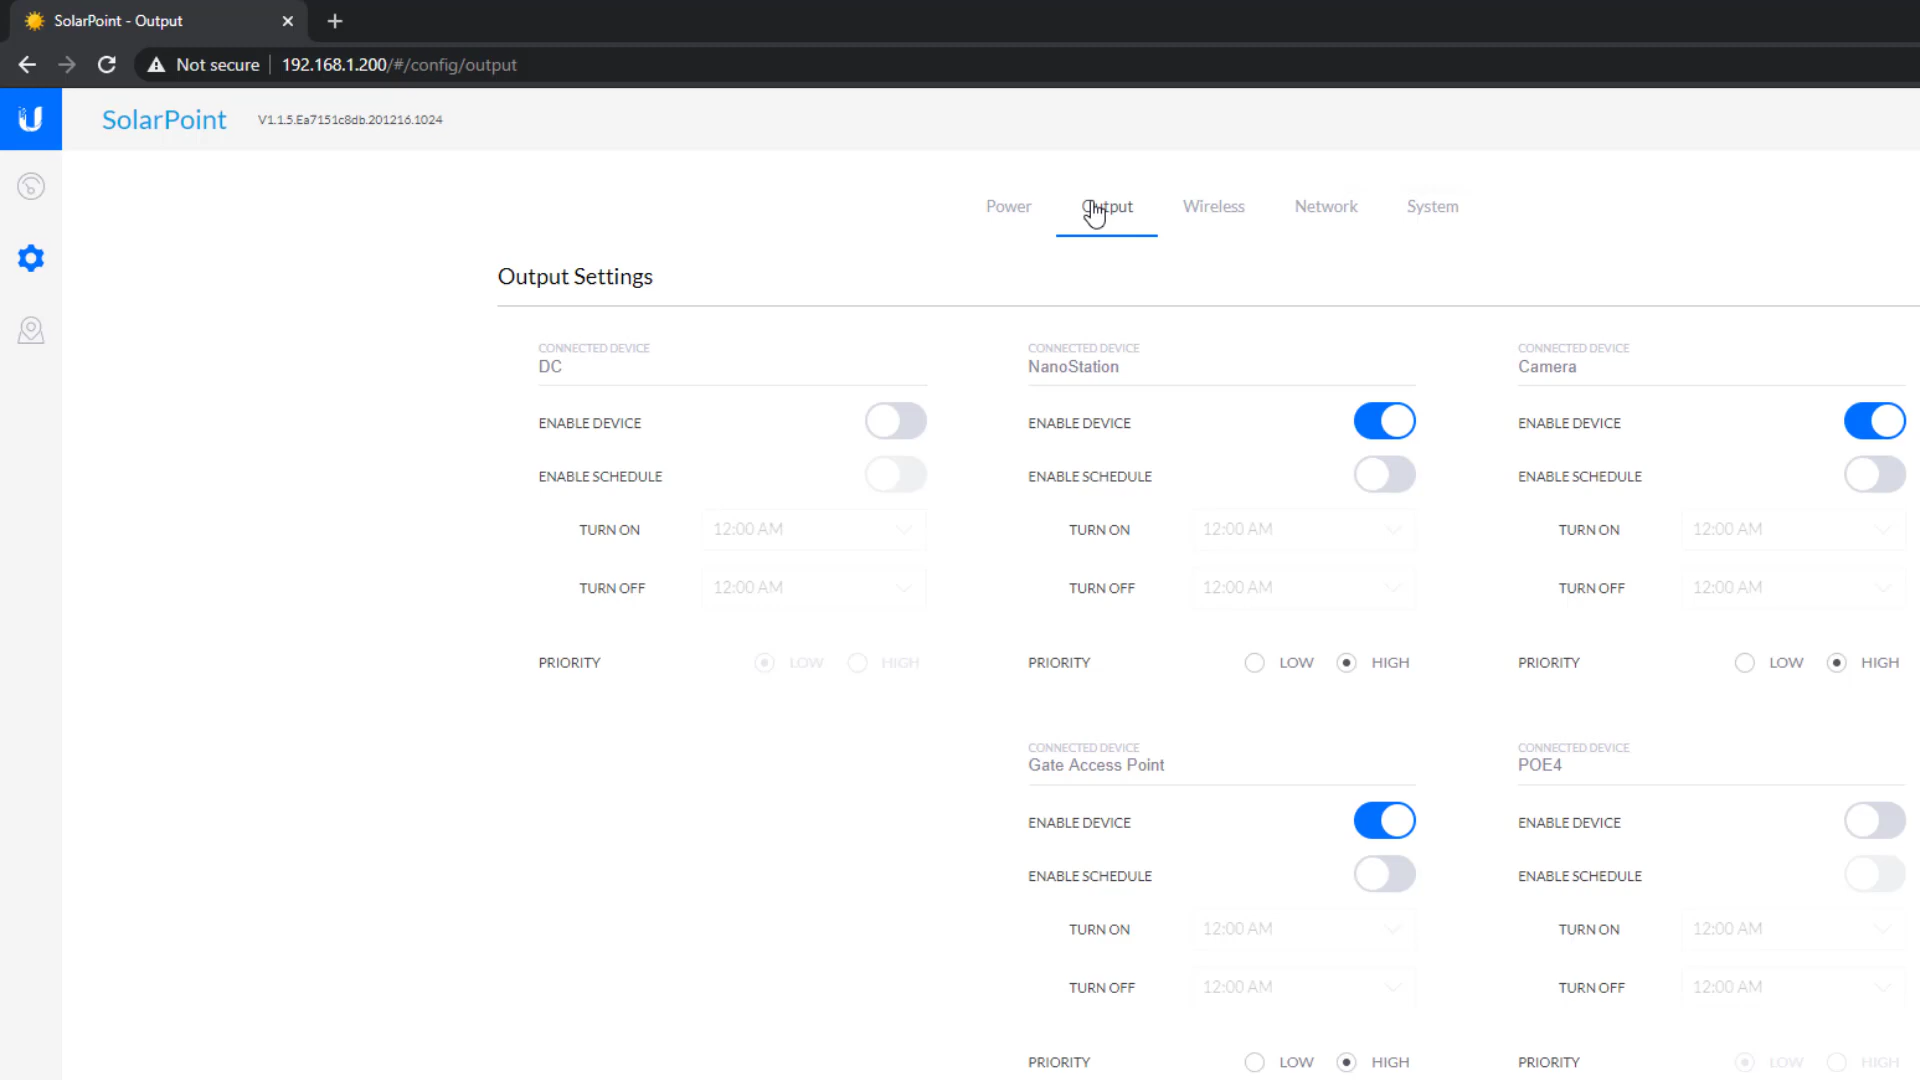 SolarPoint - Output
Not secure
192.168.1.200/#/config/output
SolarPoint
V1.1.5.Ea7151c8db.201216.1024
Power
Output
Wireless
Network
System
Output Settings
CONNECTED DEVICE
DC
ENABLE DEVICE
ENABLE SCHEDULE
TURN ON 12:00 AM
TURN OFF 12:00 AM
PRIORITY LOW HIGH
CONNECTED DEVICE
NanoStation
ENABLE DEVICE
ENABLE SCHEDULE
TURN ON 12:00 AM
TURN OFF 12:00 AM
PRIORITY LOW HIGH
CONNECTED DEVICE
Camera
ENABLE DEVICE
ENABLE SCHEDULE
TURN ON 12:00 AM
TURN OFF 12:00 AM
PRIORITY LOW HIGH
CONNECTED DEVICE
Gate Access Point
ENABLE DEVICE
ENABLE SCHEDULE
TURN ON 12:00 AM
TURN OFF 12:00 AM
PRIORITY LOW HIGH
CONNECTED DEVICE
POE4
ENABLE DEVICE
ENABLE SCHEDULE
TURN ON 12:00 AM
TURN OFF 12:00 AM
PRIORITY LOW HIGH